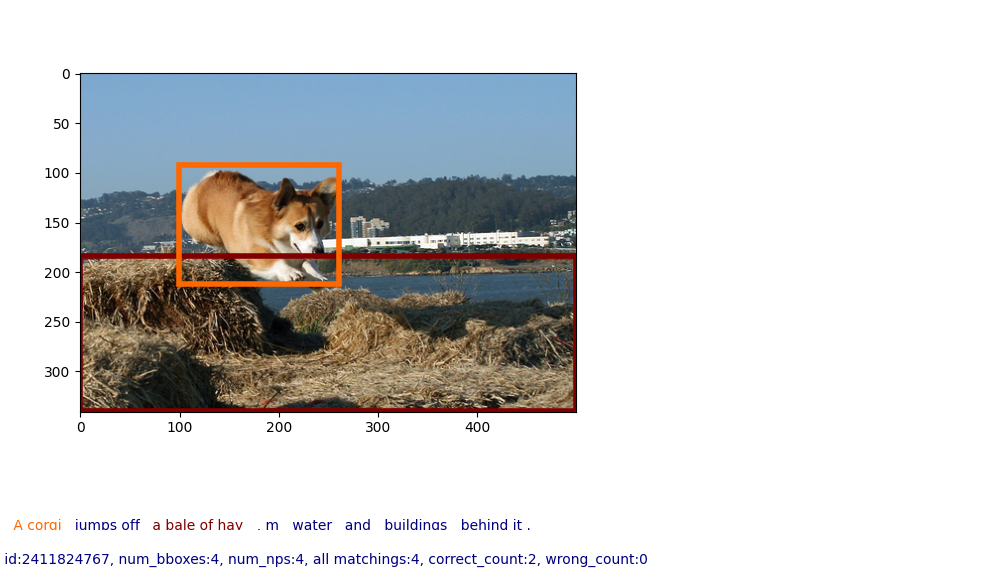 0
50
100
150
200
250
300
0 100 200 300 400
A corgi jumps off a bale of hay . m water and buildings behind it .
id:2411824767, num_bboxes:4, num_nps:4, all matchings:4, correct_count:2, wrong_count:0